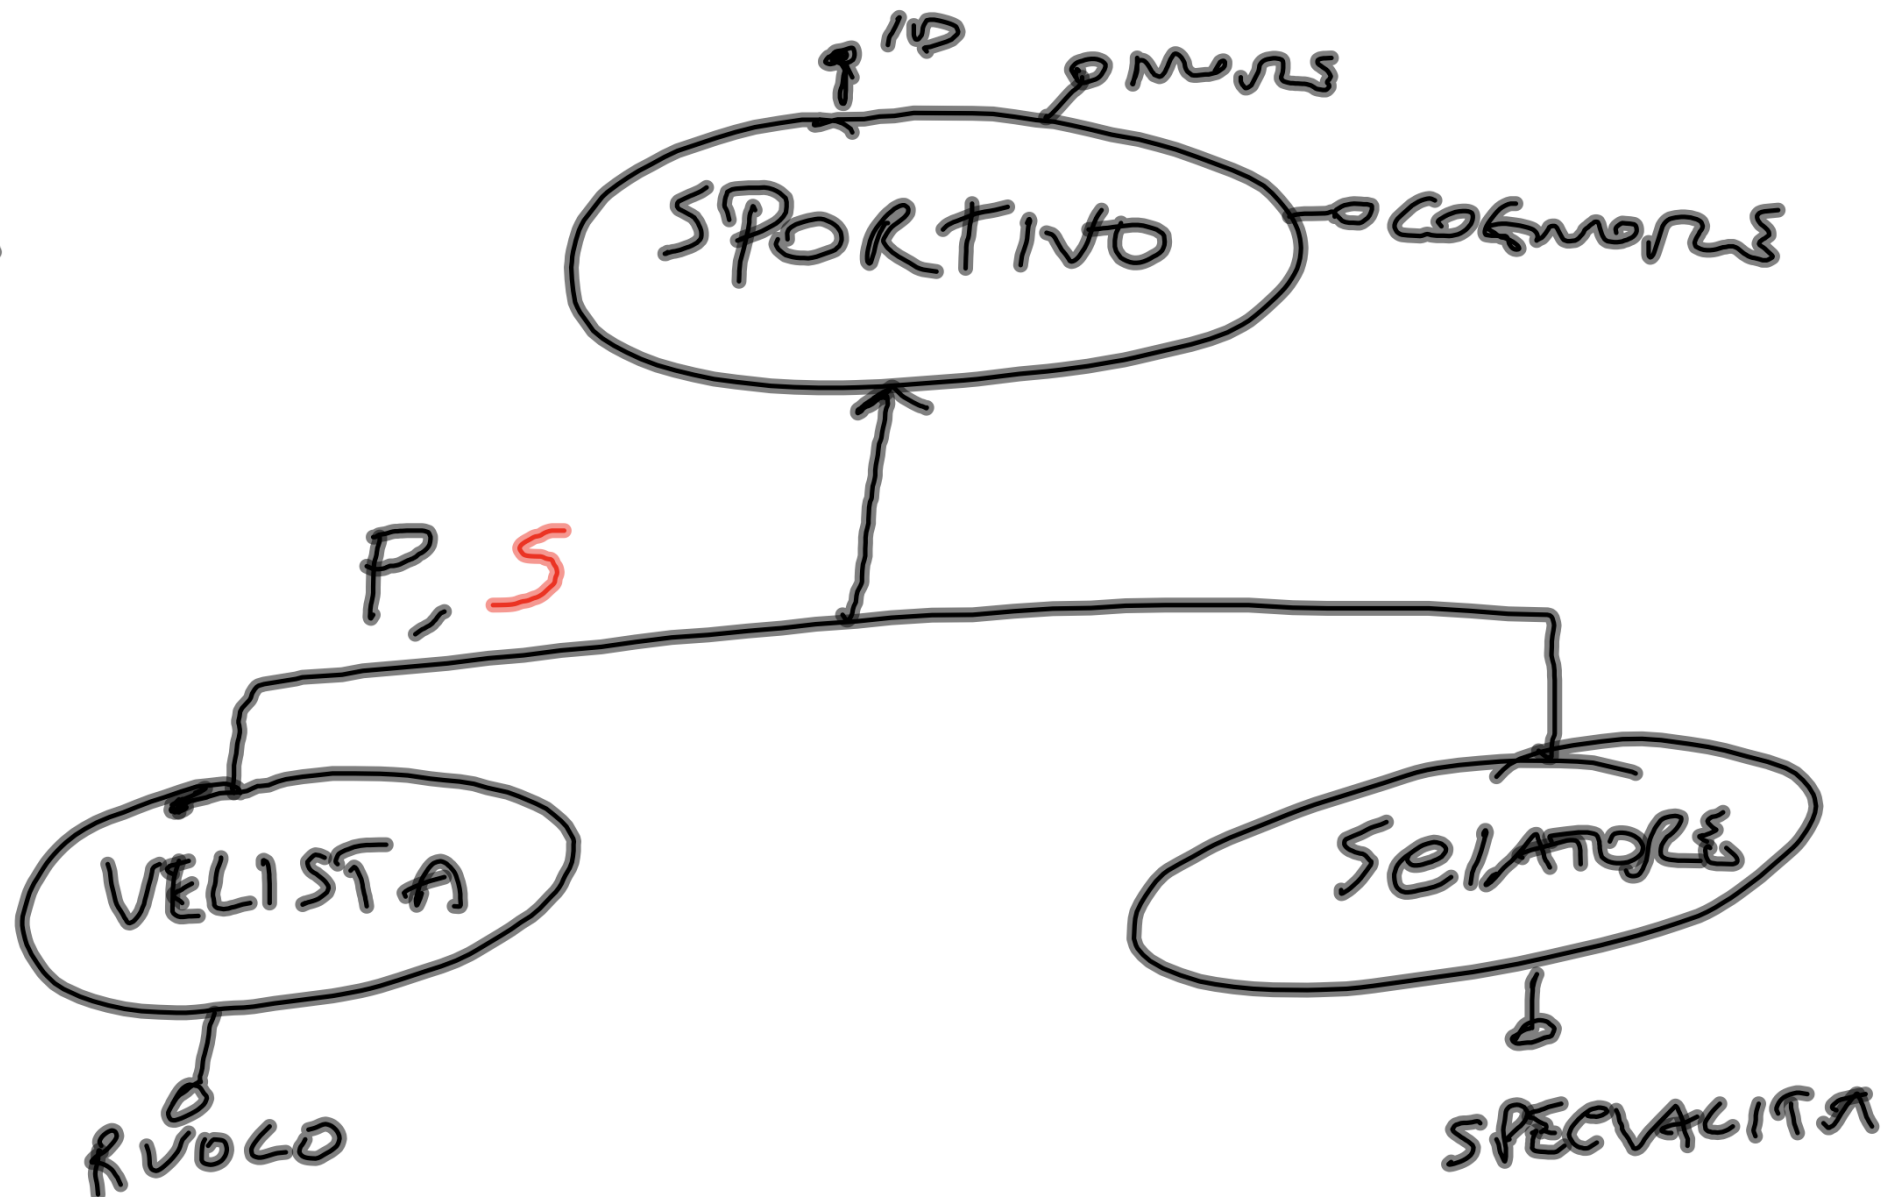 ID
NOME
SPORTIVO
COGNOME
P, S
VELISTA
SCIATORE
RUOLO
SPECIALITA